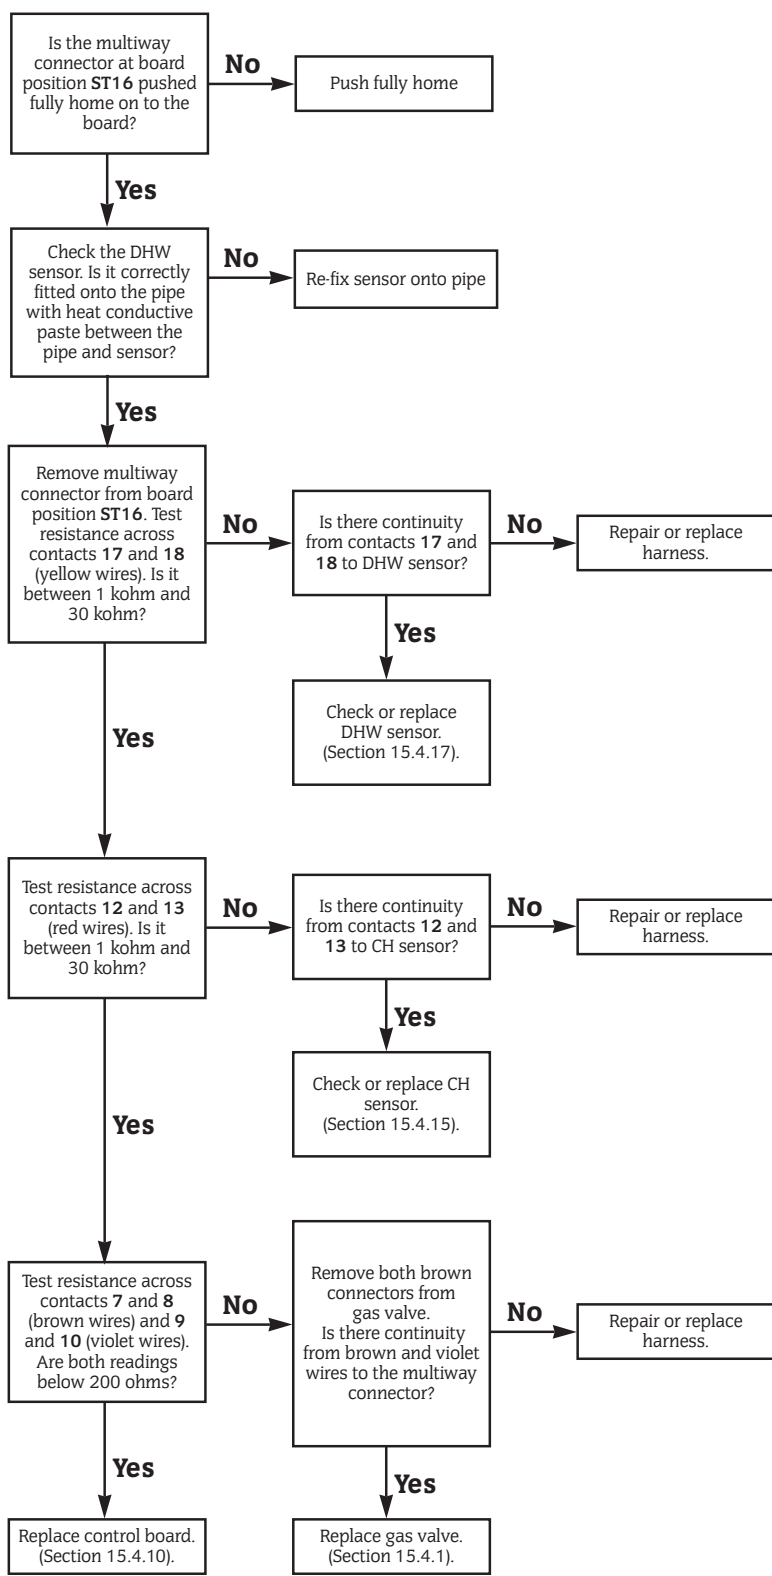 Is the multiway
connector at board
position ST16 pushed
fully home on to the
board?
No
Push fully home
Yes
Check the DHW
sensor. Is it correctly
fitted onto the pipe
with heat conductive
paste between the
pipe and sensor?
No
Re-fix sensor onto pipe
Yes
Remove multiway
connector from board
position ST16. Test
resistance across
contacts 17 and 18
(yellow wires). Is it
between 1 kohm and
30 kohm?
No
Is there continuity
from contacts 17 and
18 to DHW sensor?
No
Repair or replace
harness.
Yes
Check or replace
DHW sensor.
(Section 15.4.17).
Yes
Test resistance across
contacts 12 and 13
(red wires). Is it
between 1 kohm and
30 kohm?
No
Is there continuity
from contacts 12 and
13 to CH sensor?
No
Repair or replace
harness.
Yes
Check or replace CH
sensor.
(Section 15.4.15).
Yes
Test resistance across
contacts 7 and 8
(brown wires) and 9
and 10 (violet wires).
Are both readings
below 200 ohms?
No
Remove both brown
connectors from
gas valve.
Is there continuity
from brown and violet
wires to the multiway
connector?
No
Repair or replace
harness.
Yes
Replace control board.
(Section 15.4.10).
Yes
Replace gas valve.
(Section 15.4.1).